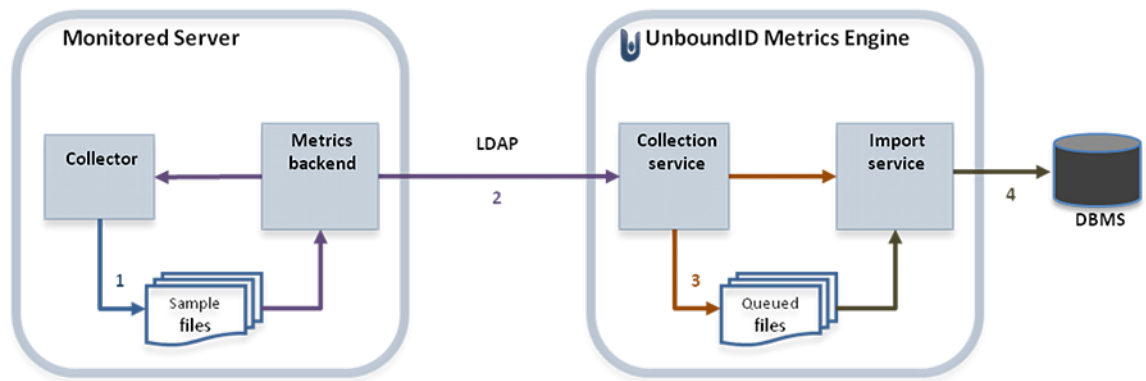 Monitored Server
UnboundID Metrics Engine
Collector
Metrics
backend
LDAP
2
Collection
service
Import
service
4
DBMS
1
Sample
files
3
Queued
files